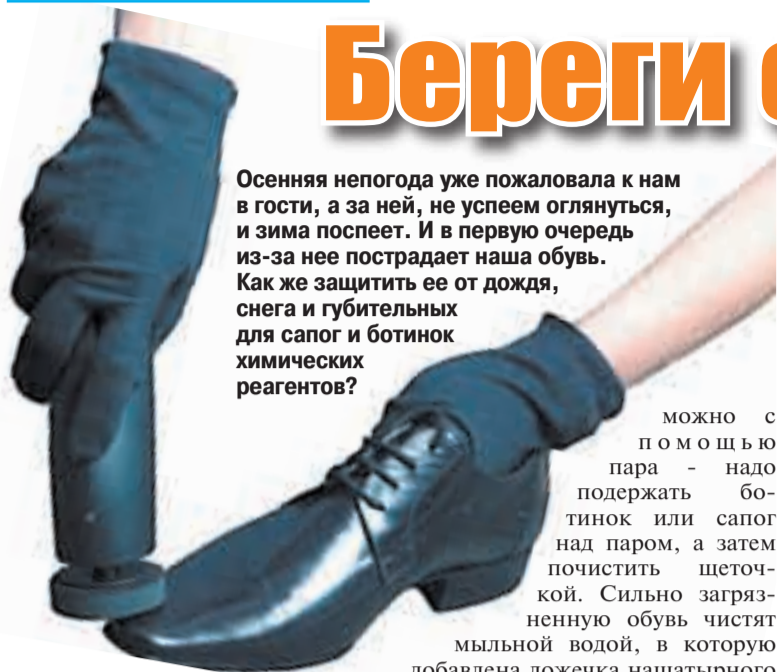 Береги
Осенняя непогода уже пожаловала к нам
в гости, а за ней, не успеем оглянуться,
и зима поспеет. И в первую очередь
из-за нее пострадает наша обувь.
Как же защитить ее от дождя,
снега и губительных
для сапог и ботинок
химических
реагентов?
можно с
помощью
пара - надо
подержать бо-
тинок или сапог
над паром, а затем
почистить щеточ-
кой. Сильно загряз-
ненную обувь чистят
мыльной водой, в которую
добавлена ложечка нашатырного